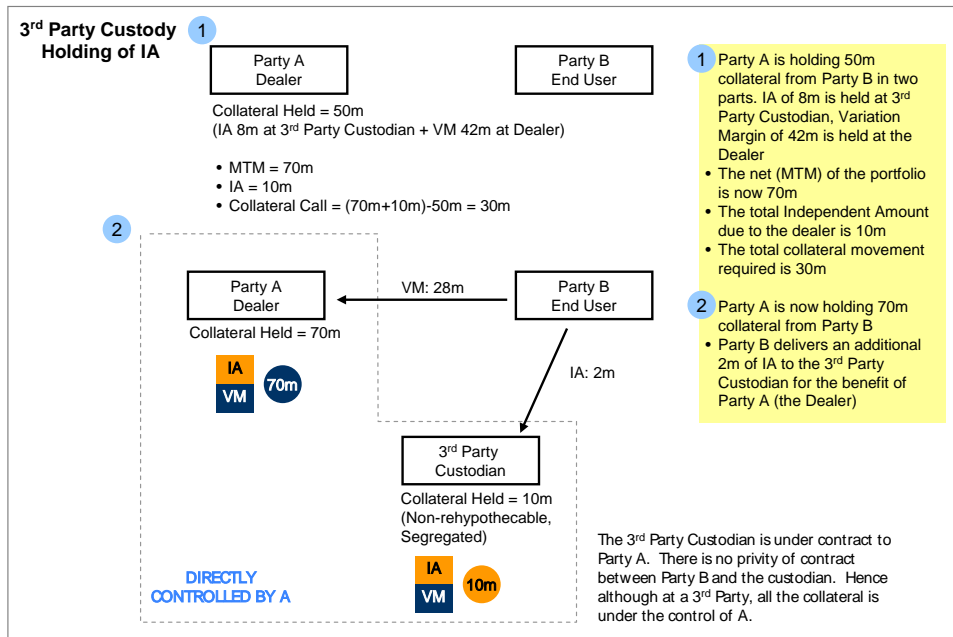 3rd Party Custody
Holding of IA
1
Party A
Dealer
Party B
End User
Collateral Held = 50m
(IA 8m at 3rd Party Custodian + VM 42m at Dealer)
• MTM = 70m
• IA = 10m
• Collateral Call = (70m+10m)-50m = 30m
2
Party A
Dealer
VM: 28m
Party B
End User
Collateral Held = 70m
IA
VM
70m
IA: 2m
3rd Party
Custodian
Collateral Held = 10m
(Non-rehypothecable,
Segregated)
IA
VM
10m
DIRECTLY
CONTROLLED BY A
1
Party A is holding 50m
collateral from Party B in two
parts. IA of 8m is held at 3rd
Party Custodian, Variation
Margin of 42m is held at the
Dealer
• The net (MTM) of the portfolio
is now 70m
• The total Independent Amount
due to the dealer is 10m
• The total collateral movement
required is 30m
2
Party A is now holding 70m
collateral from Party B
• Party B delivers an additional
2m of IA to the 3rd Party
Custodian for the benefit of
Party A (the Dealer)
The 3rd Party Custodian is under contract to
Party A. There is no privity of contract
between Party B and the custodian. Hence
although at a 3rd Party, all the collateral is
under the control of A.